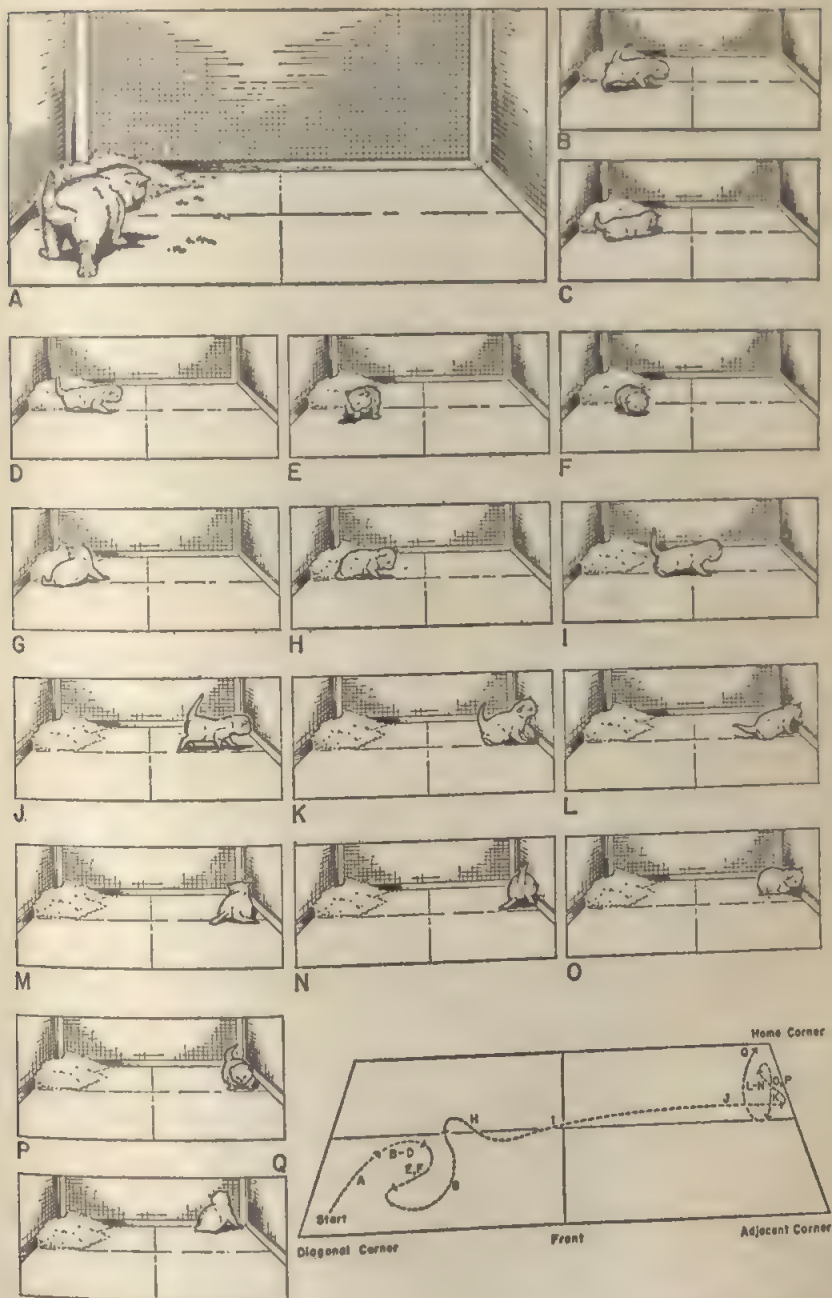 A
B
C
D
E
F
G
H
I
J.
K
L
M
N
O
P
Q
Home Corner
Q
L-N
O,P
K
J
I
H
B-D
E,F
A
G
Start
Diagonal Corner
Front
Adjacent Corner